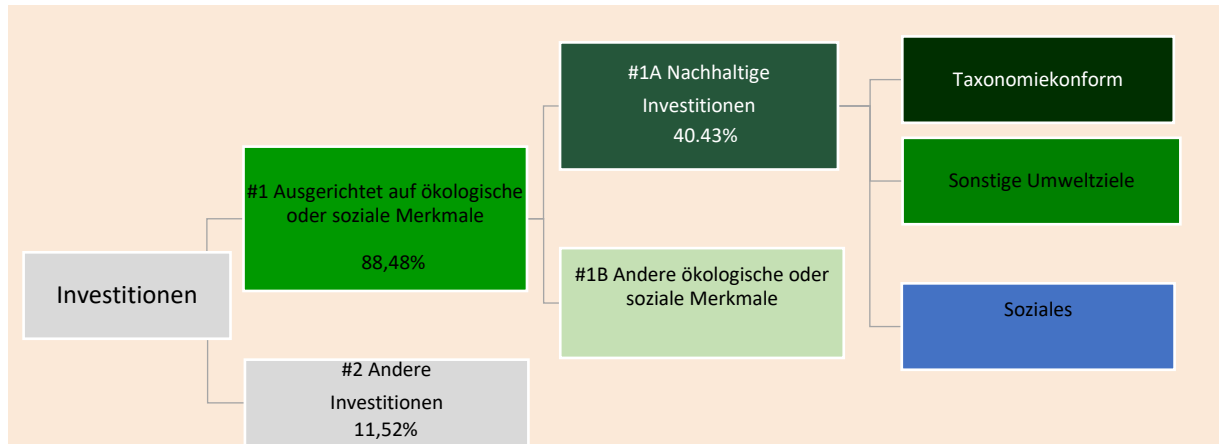 Investitionen
#1 Ausgerichtet auf ökologische
oder soziale Merkmale
88,48%
#2 Andere
Investitionen
11,52%
#1A Nachhaltige
Investitionen
40.43%
#1B Andere ökologische oder
soziale Merkmale
Taxonomiekonform
Sonstige Umweltziele
Soziales